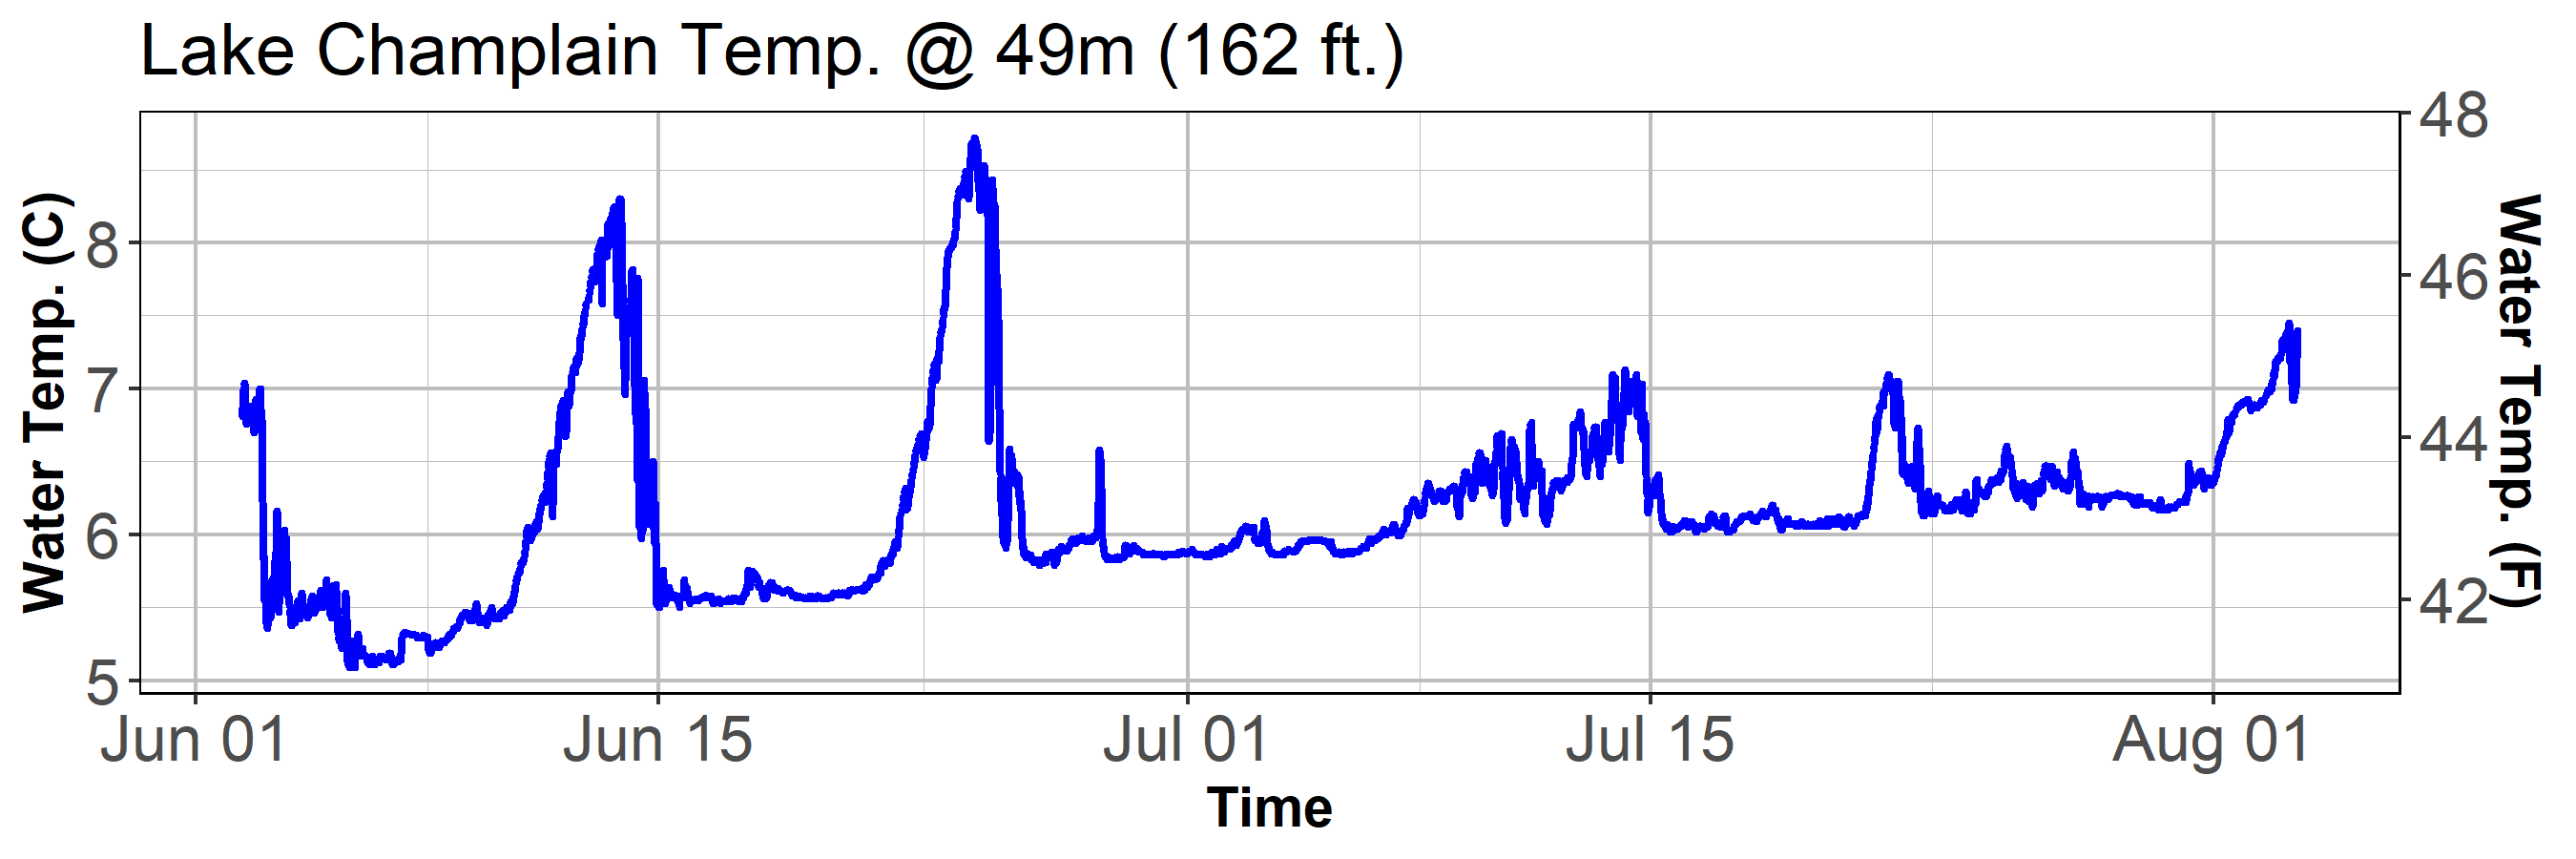 Lake Champlain Temp. @ 49m (162 ft.)
Water Temp. (C)
8
7
6
5
48
46
44
42
Water Temp. (F)
Jun 01
Jun 15
Jul 01
Jul 15
Aug 01
Time